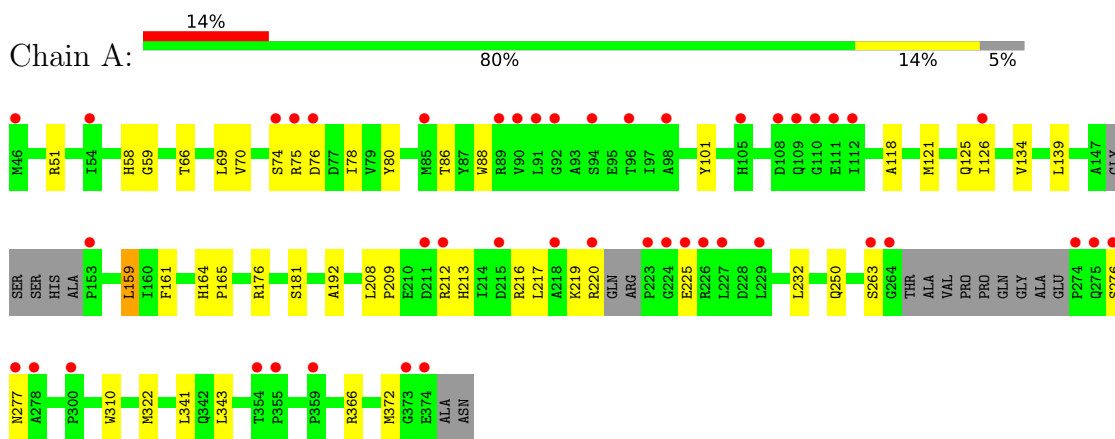 14%
Chain A:
80% 14% 5%
M46 R51 I54 H58 G59 T66 L69 V70 S74 R75 D76 D77 I78 V79 Y80 M85 T86 Y87 W88 R89 V90 L91 G92 A93 S94 E95 T96 I97 A98 Y101 H105 D108 Q109 G110 E111 I112 A118 M121 Q125 I126 V134 L139 A147 GLY
SER SER HIS ALA P153 L159 I160 F161 H164 P165 R176 S181 A192 L208 P209 E210 D211 R212 H213 I214 D215 R216 L217 A218 K219 R220 GLN ARG P223 G224 E225 R226 L227 D228 L229 L232 Q250 S263 G264 THR ALA VAL PRO PRO GLN GLY ALA GLU P274 Q275 S276
N277 A278 P300 W310 M322 L341 Q342 L343 T354 P355 P359 R366 M372 G373 E374 ALA ASN